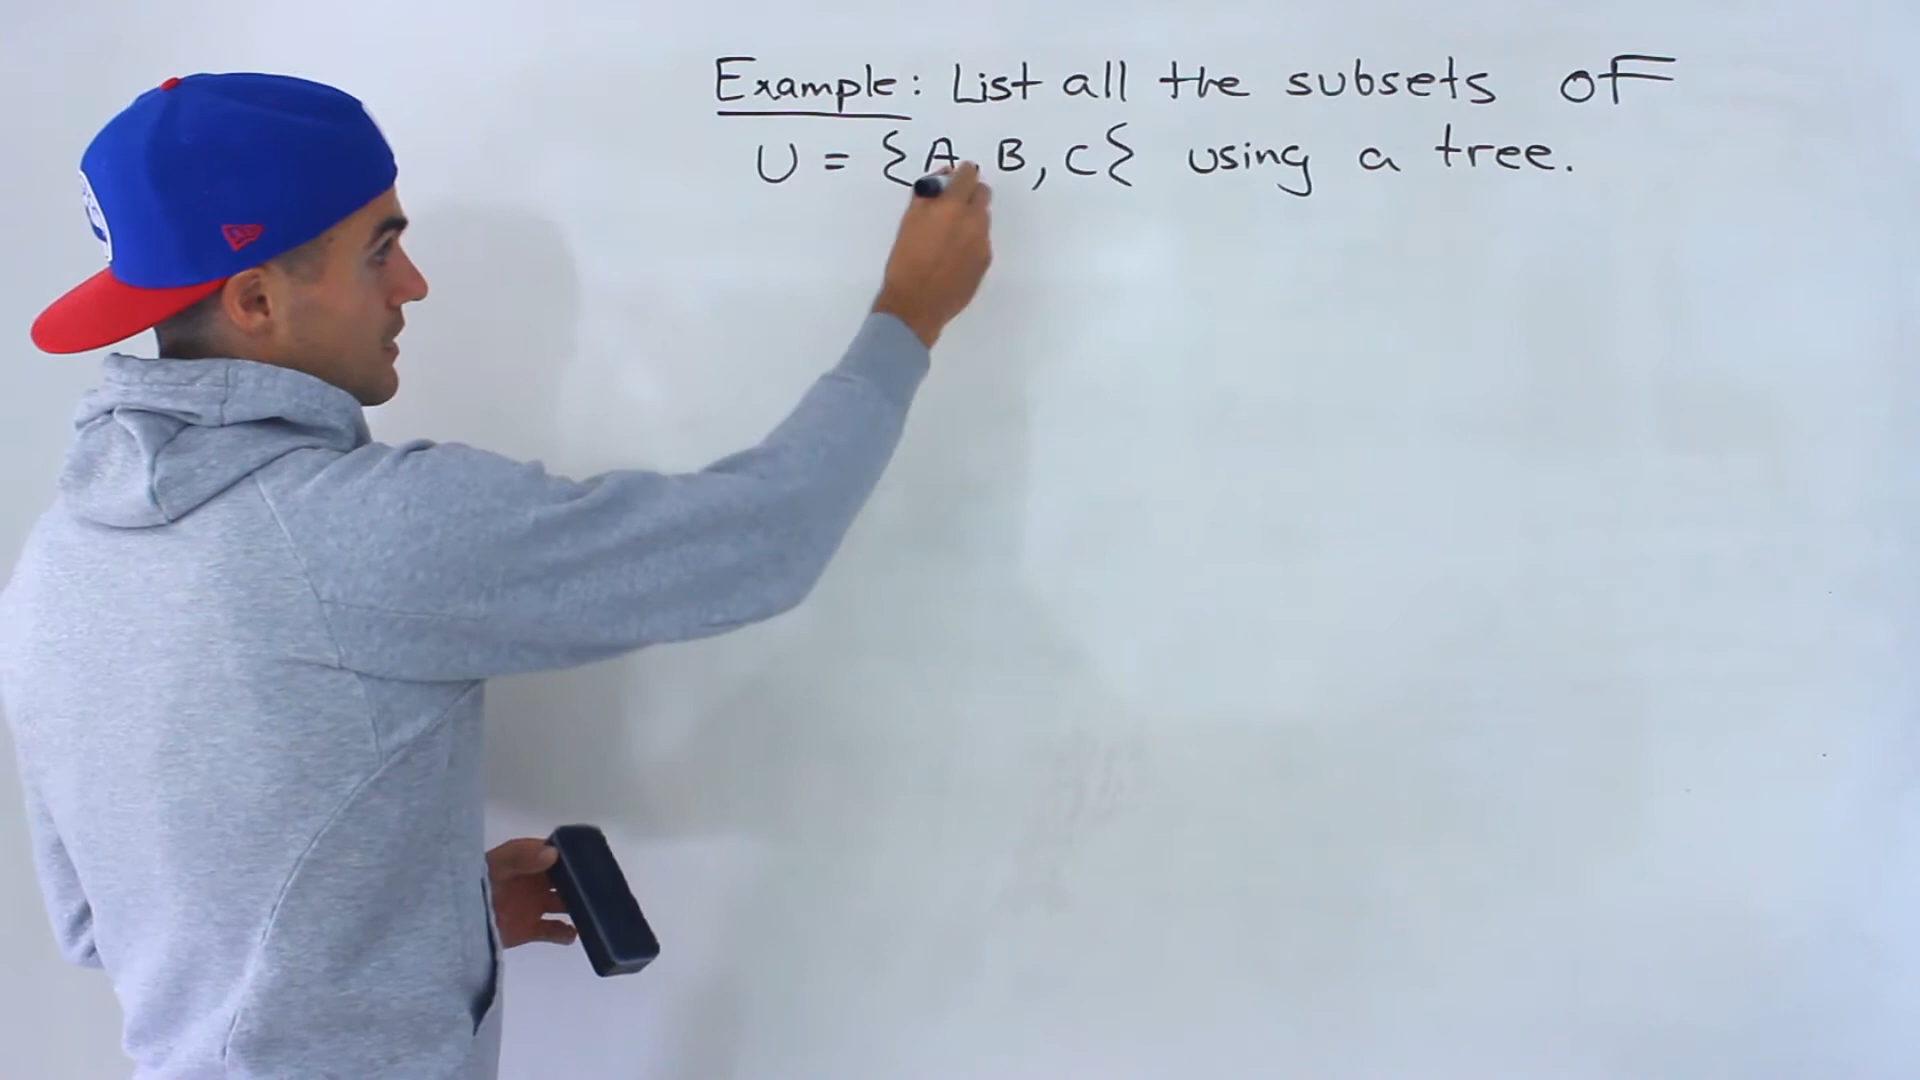 Example: List all the subsets of
U = {A, B, C} using a tree.